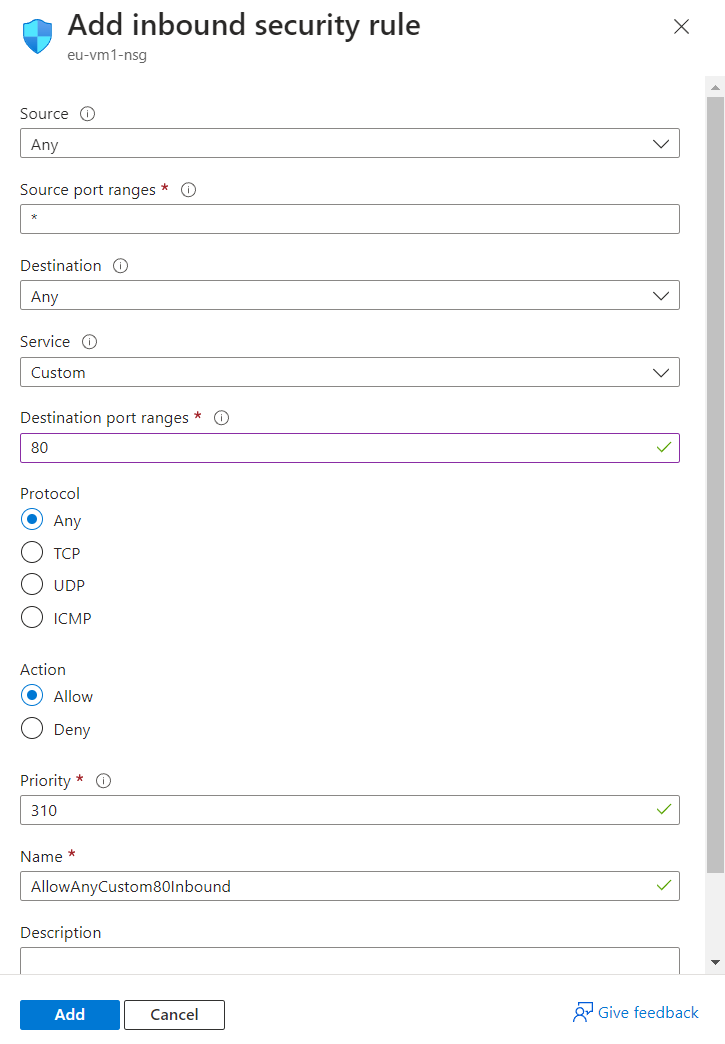 Add inbound security rule
eu-vm1-nsg
Source
Any
Source port ranges *
*
Destination
Any
Service
Custom
Destination port ranges *
80
Protocol
Any
TCP
UDP
ICMP
Action
Allow
Deny
Priority *
310
Name *
AllowAnyCustom80Inbound
Description
Add
Cancel
Give feedback